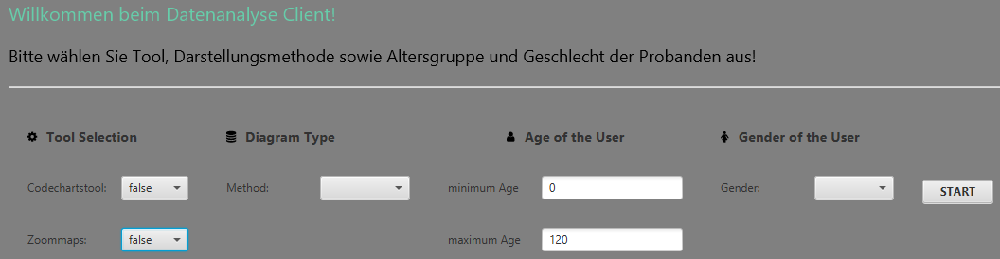 Willkommen beim Datenanalyse Client!
Bitte wählen Sie Tool, Darstellungsmethode sowie Altersgruppe und Geschlecht der Probanden aus!
Tool Selection Diagram Type Age of the User Gender of the User
Codechartstool: false Method: minimum Age 0 Gender: START
Zoommaps: false maximum Age 120